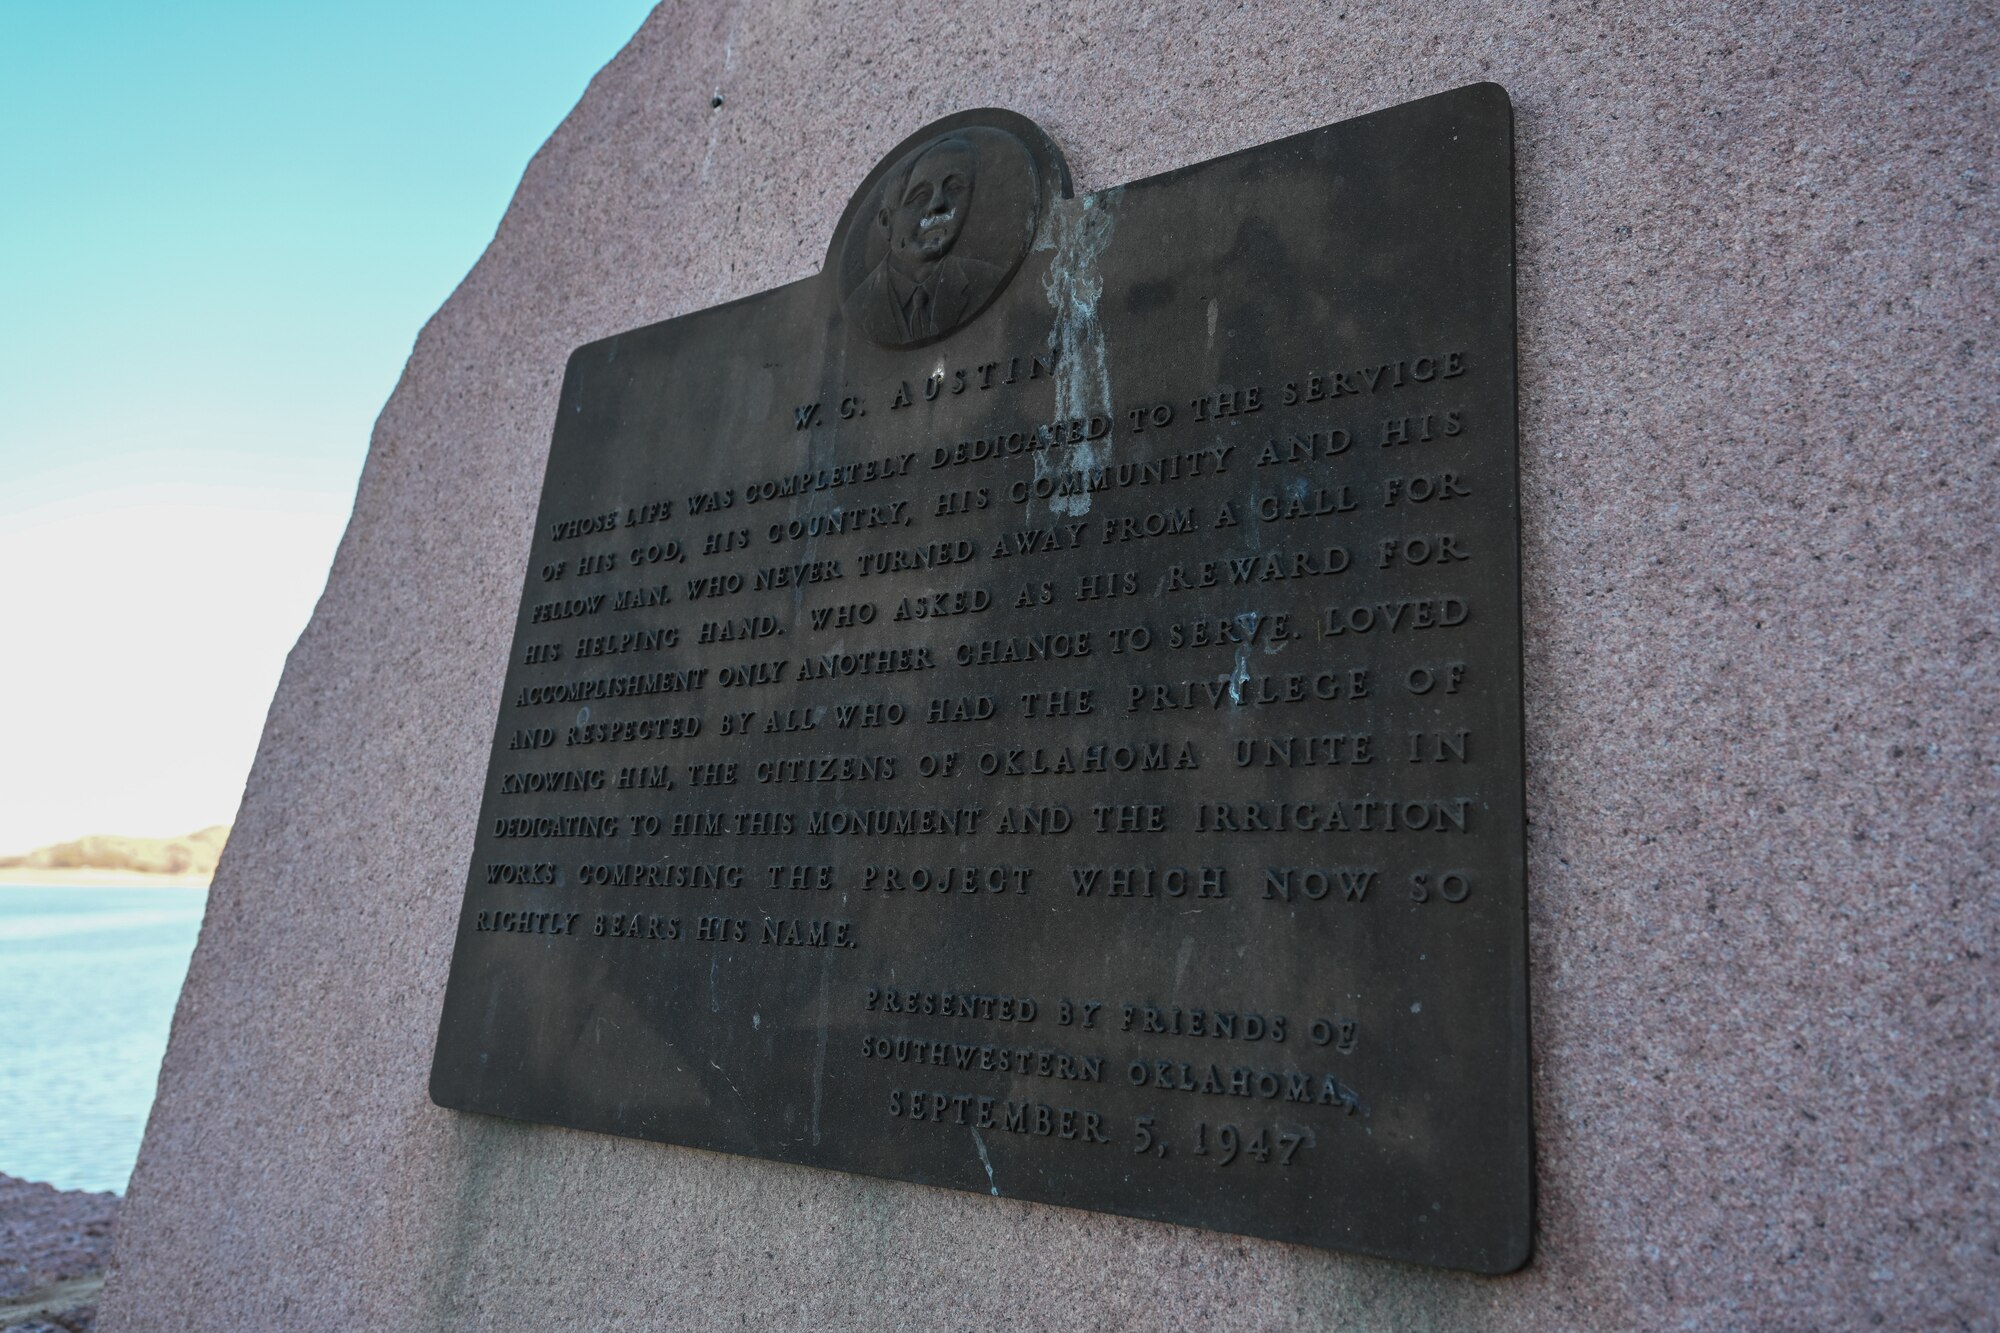 W. C. AUSTIN
WHOSE LIFE WAS COMPLETELY DEDICATED TO THE SERVICE
OF HIS GOD, HIS COUNTRY, HIS COMMUNITY AND HIS
FELLOW MAN. WHO NEVER TURNED AWAY FROM A CALL FOR
HIS HELPING HAND. WHO ASKED AS HIS REWARD FOR
ACCOMPLISHMENT ONLY ANOTHER CHANCE TO SERVE. LOVED
AND RESPECTED BY ALL WHO HAD THE PRIVILEGE OF
KNOWING HIM, THE CITIZENS OF OKLAHOMA UNITE IN
DEDICATING TO HIM THIS MONUMENT AND THE IRRIGATION
WORKS COMPRISING THE PROJECT WHICH NOW SO
RIGHTLY BEARS HIS NAME.
PRESENTED BY FRIENDS OF
SOUTHWESTERN OKLAHOMA,
SEPTEMBER 5, 1947